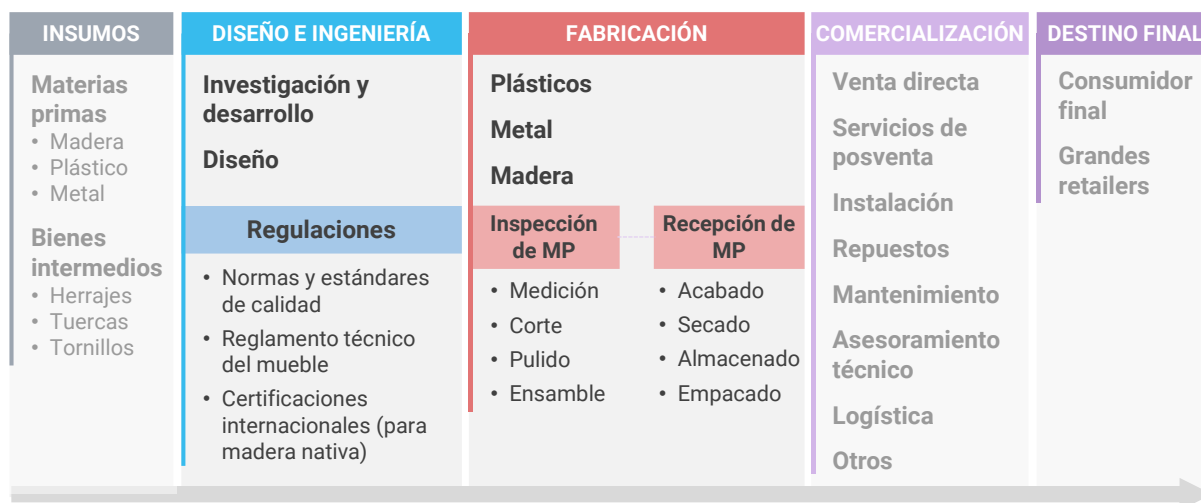 INSUMOS
Materias
primas
• Madera
• Plástico
• Metal
Bienes
intermedios
• Herrajes
• Tuercas
• Tornillos
DISEÑO E INGENIERÍA
Investigación y
desarrollo
Diseño
Regulaciones
• Normas y estándares
de calidad
• Reglamento técnico
del mueble
• Certificaciones
internacionales (para
madera nativa)
FABRICACIÓN
Plásticos
Metal
Madera
Inspección
de MP
• Medición
• Corte
• Pulido
• Ensamble
Recepción de
MP
• Acabado
• Secado
• Almacenado
• Empacado
COMERCIALIZACIÓN
Venta directa
Servicios de
posventa
Instalación
Repuestos
Mantenimiento
Asesoramiento
técnico
Logística
Otros
DESTINO FINAL
Consumidor
final
Grandes
retailers